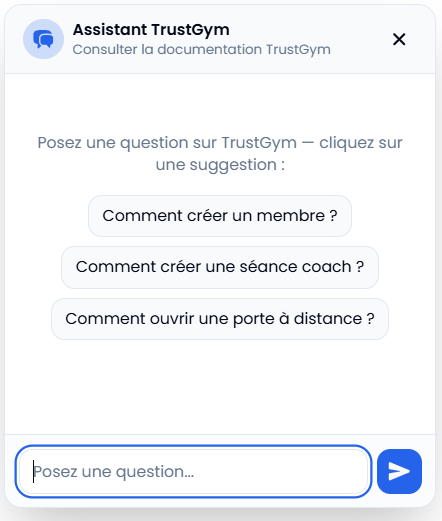 Assistant TrustGym
Consulter la documentation TrustGym
Posez une question sur TrustGym — cliquez sur
une suggestion :
Comment créer un membre ?
Comment créer une séance coach ?
Comment ouvrir une porte à distance ?
Posez une question...